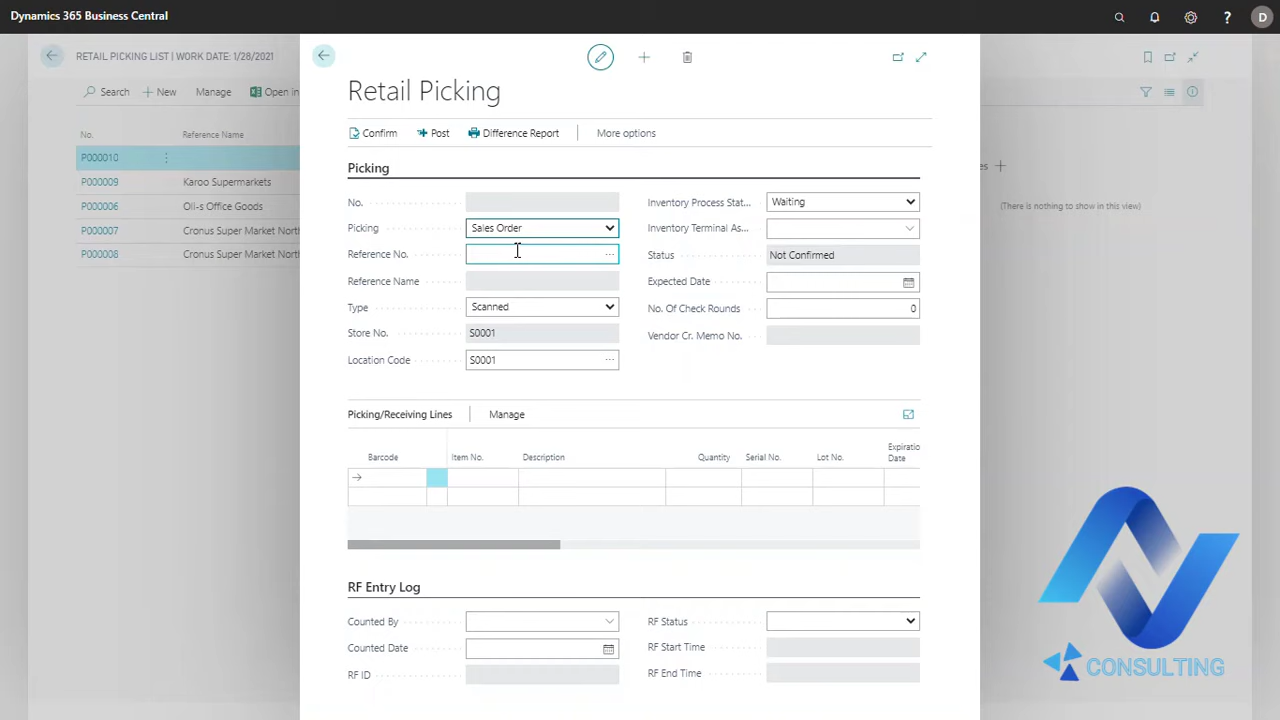 Dynamics 365 Business Central
?
D
RETAIL PICKING LIST | WORK DATE: 1/28/2021
Search
New
Manage
Open in
No.
Reference Name
P000010
P000009
Karoo Supermarkets
P000006
Oil-s Office Goods
P000007
Cronus Super Market North
P000008
Cronus Super Market North
Retail Picking
Confirm
Post
Difference Report
More options
Picking
No.
Picking
Sales Order
Reference No.
Reference Name
Type
Scanned
Store No.
S0001
Location Code
S0001
Inventory Process Stat...
Waiting
Inventory Terminal As...
Status
Not Confirmed
Expected Date
No. Of Check Rounds
0
Vendor Cr. Memo No.
Picking/Receiving Lines
Manage
Barcode
Item No.
Description
Quantity
Serial No.
Lot No.
Expiratio
Date
RF Entry Log
Counted By
Counted Date
RF ID
RF Status
RF Start Time
RF End Time
(There is nothing to show in this view)
CONSULTING